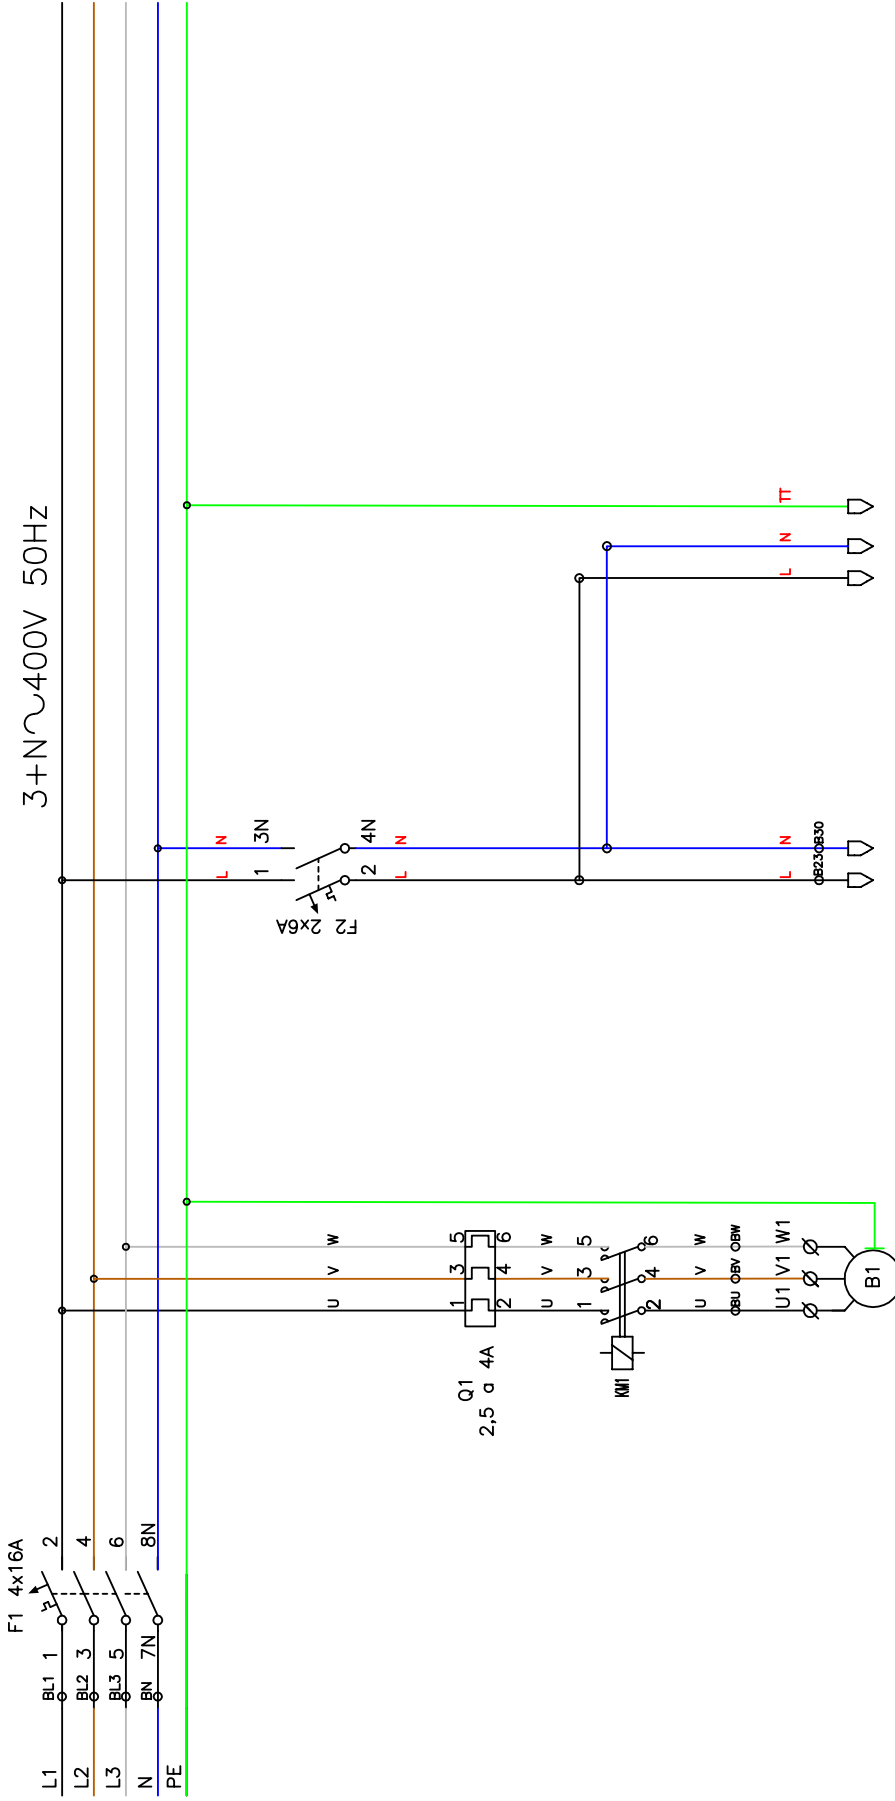 3+N~400V 50Hz
F1 4x16A
L1
BL1
1
2
L2
BL2
3
4
L3
BL3
5
6
N
BN
7N
8N
PE
U
V
W
1
3
5
Q1
2,5 a 4A
2
4
6
U
V
W
1
3
5
KM1
2
4
6
U
V
W
BU
BV
BW
U1
V1
W1
B1
L
N
1
3N
F2 2x6A
2
4N
L
N
L
N
B23
B30
L
N
TT